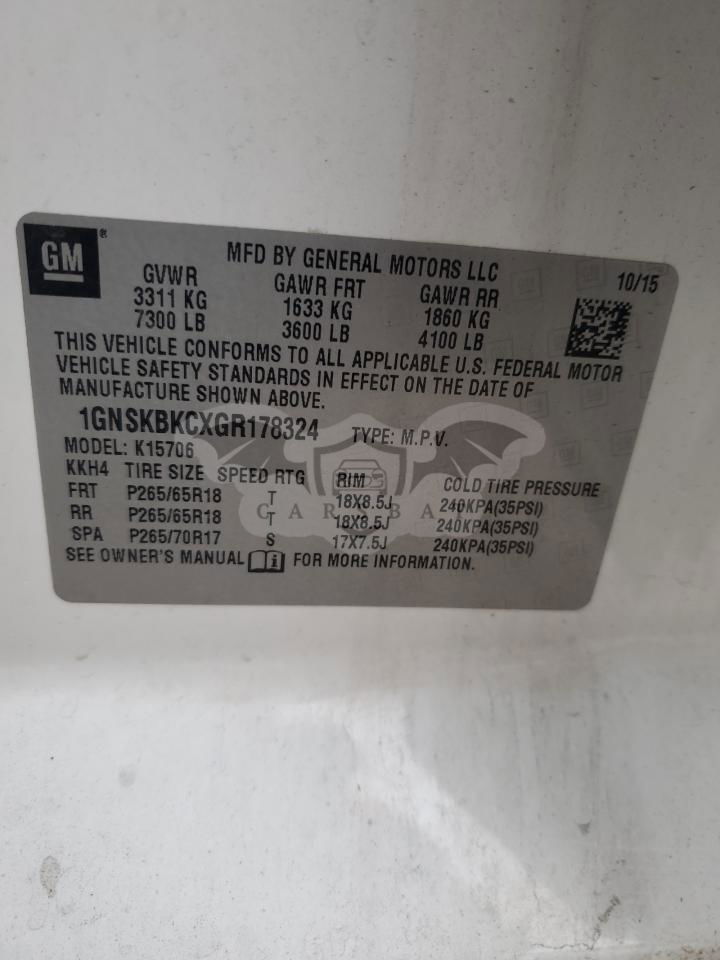 GM®
MFD BY GENERAL MOTORS LLC
10/15
GVWR GAWR FRT GAWR RR
3311 KG 1633 KG 1860 KG
7300 LB 3600 LB 4100 LB
THIS VEHICLE CONFORMS TO ALL APPLICABLE U.S. FEDERAL MOTOR
VEHICLE SAFETY STANDARDS IN EFFECT ON THE DATE OF
MANUFACTURE SHOWN ABOVE.
1GNSKBKCXGR178324 TYPE: M.P.V.
MODEL: K15706
KKH4 TIRE SIZE SPEED RTG RIM COLD TIRE PRESSURE
FRT P265/65R18 T 18X8.5J 240KPA(35PSI)
RR P265/65R18 T 18X8.5J 240KPA(35PSI)
SPA P265/70R17 S 17X7.5J 240KPA(35PSI)
SEE OWNER'S MANUAL FOR MORE INFORMATION.